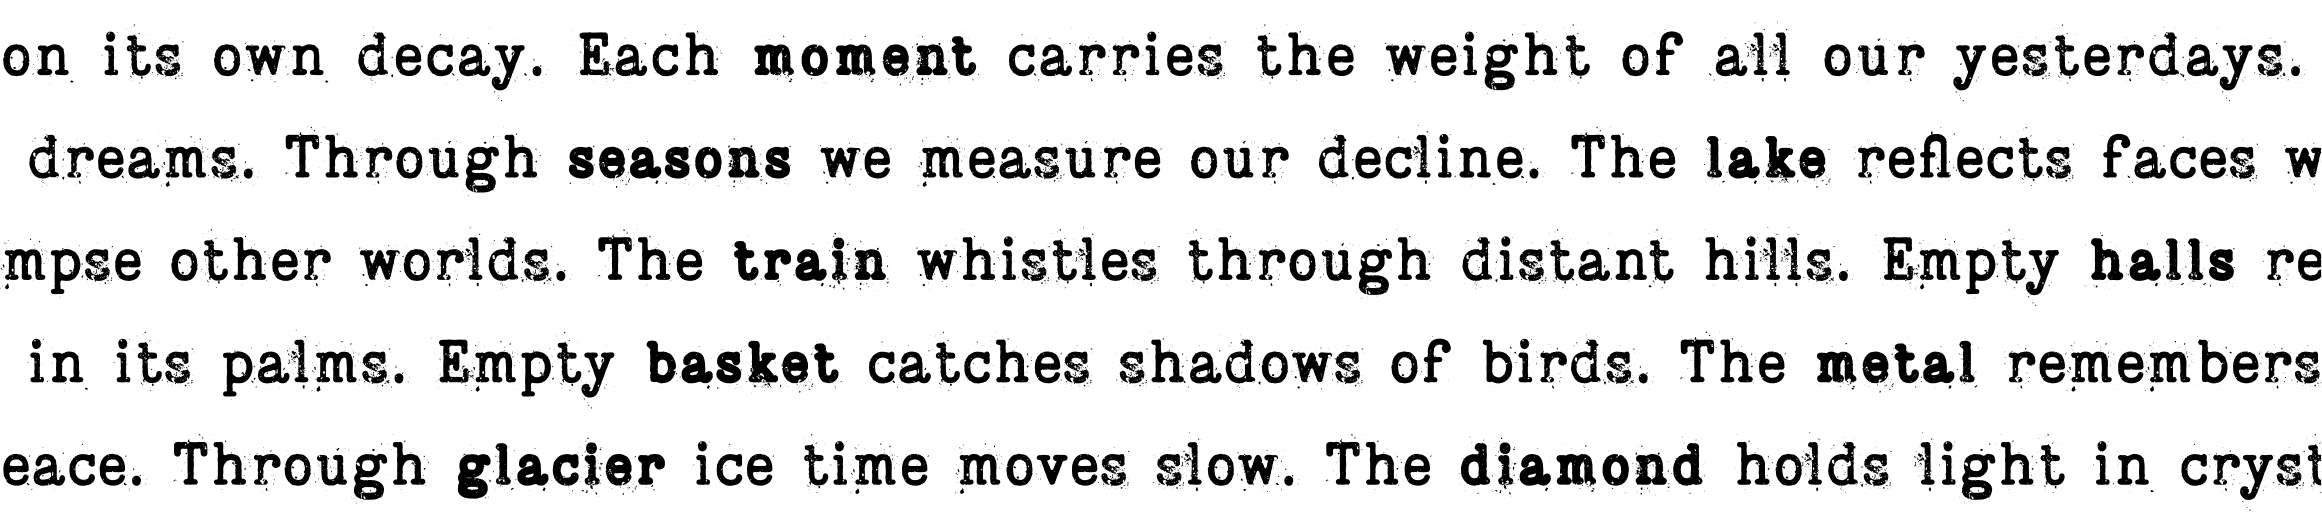 on its own decay. Each moment carries the weight of all our yesterdays.
dreams. Through seasons we measure our decline. The lake reflects faces w
mpse other worlds. The train whistles through distant hills. Empty halls re
in its palms. Empty basket catches shadows of birds. The metal remembers
eace. Through glacier ice time moves slow. The diamond holds light in cryst